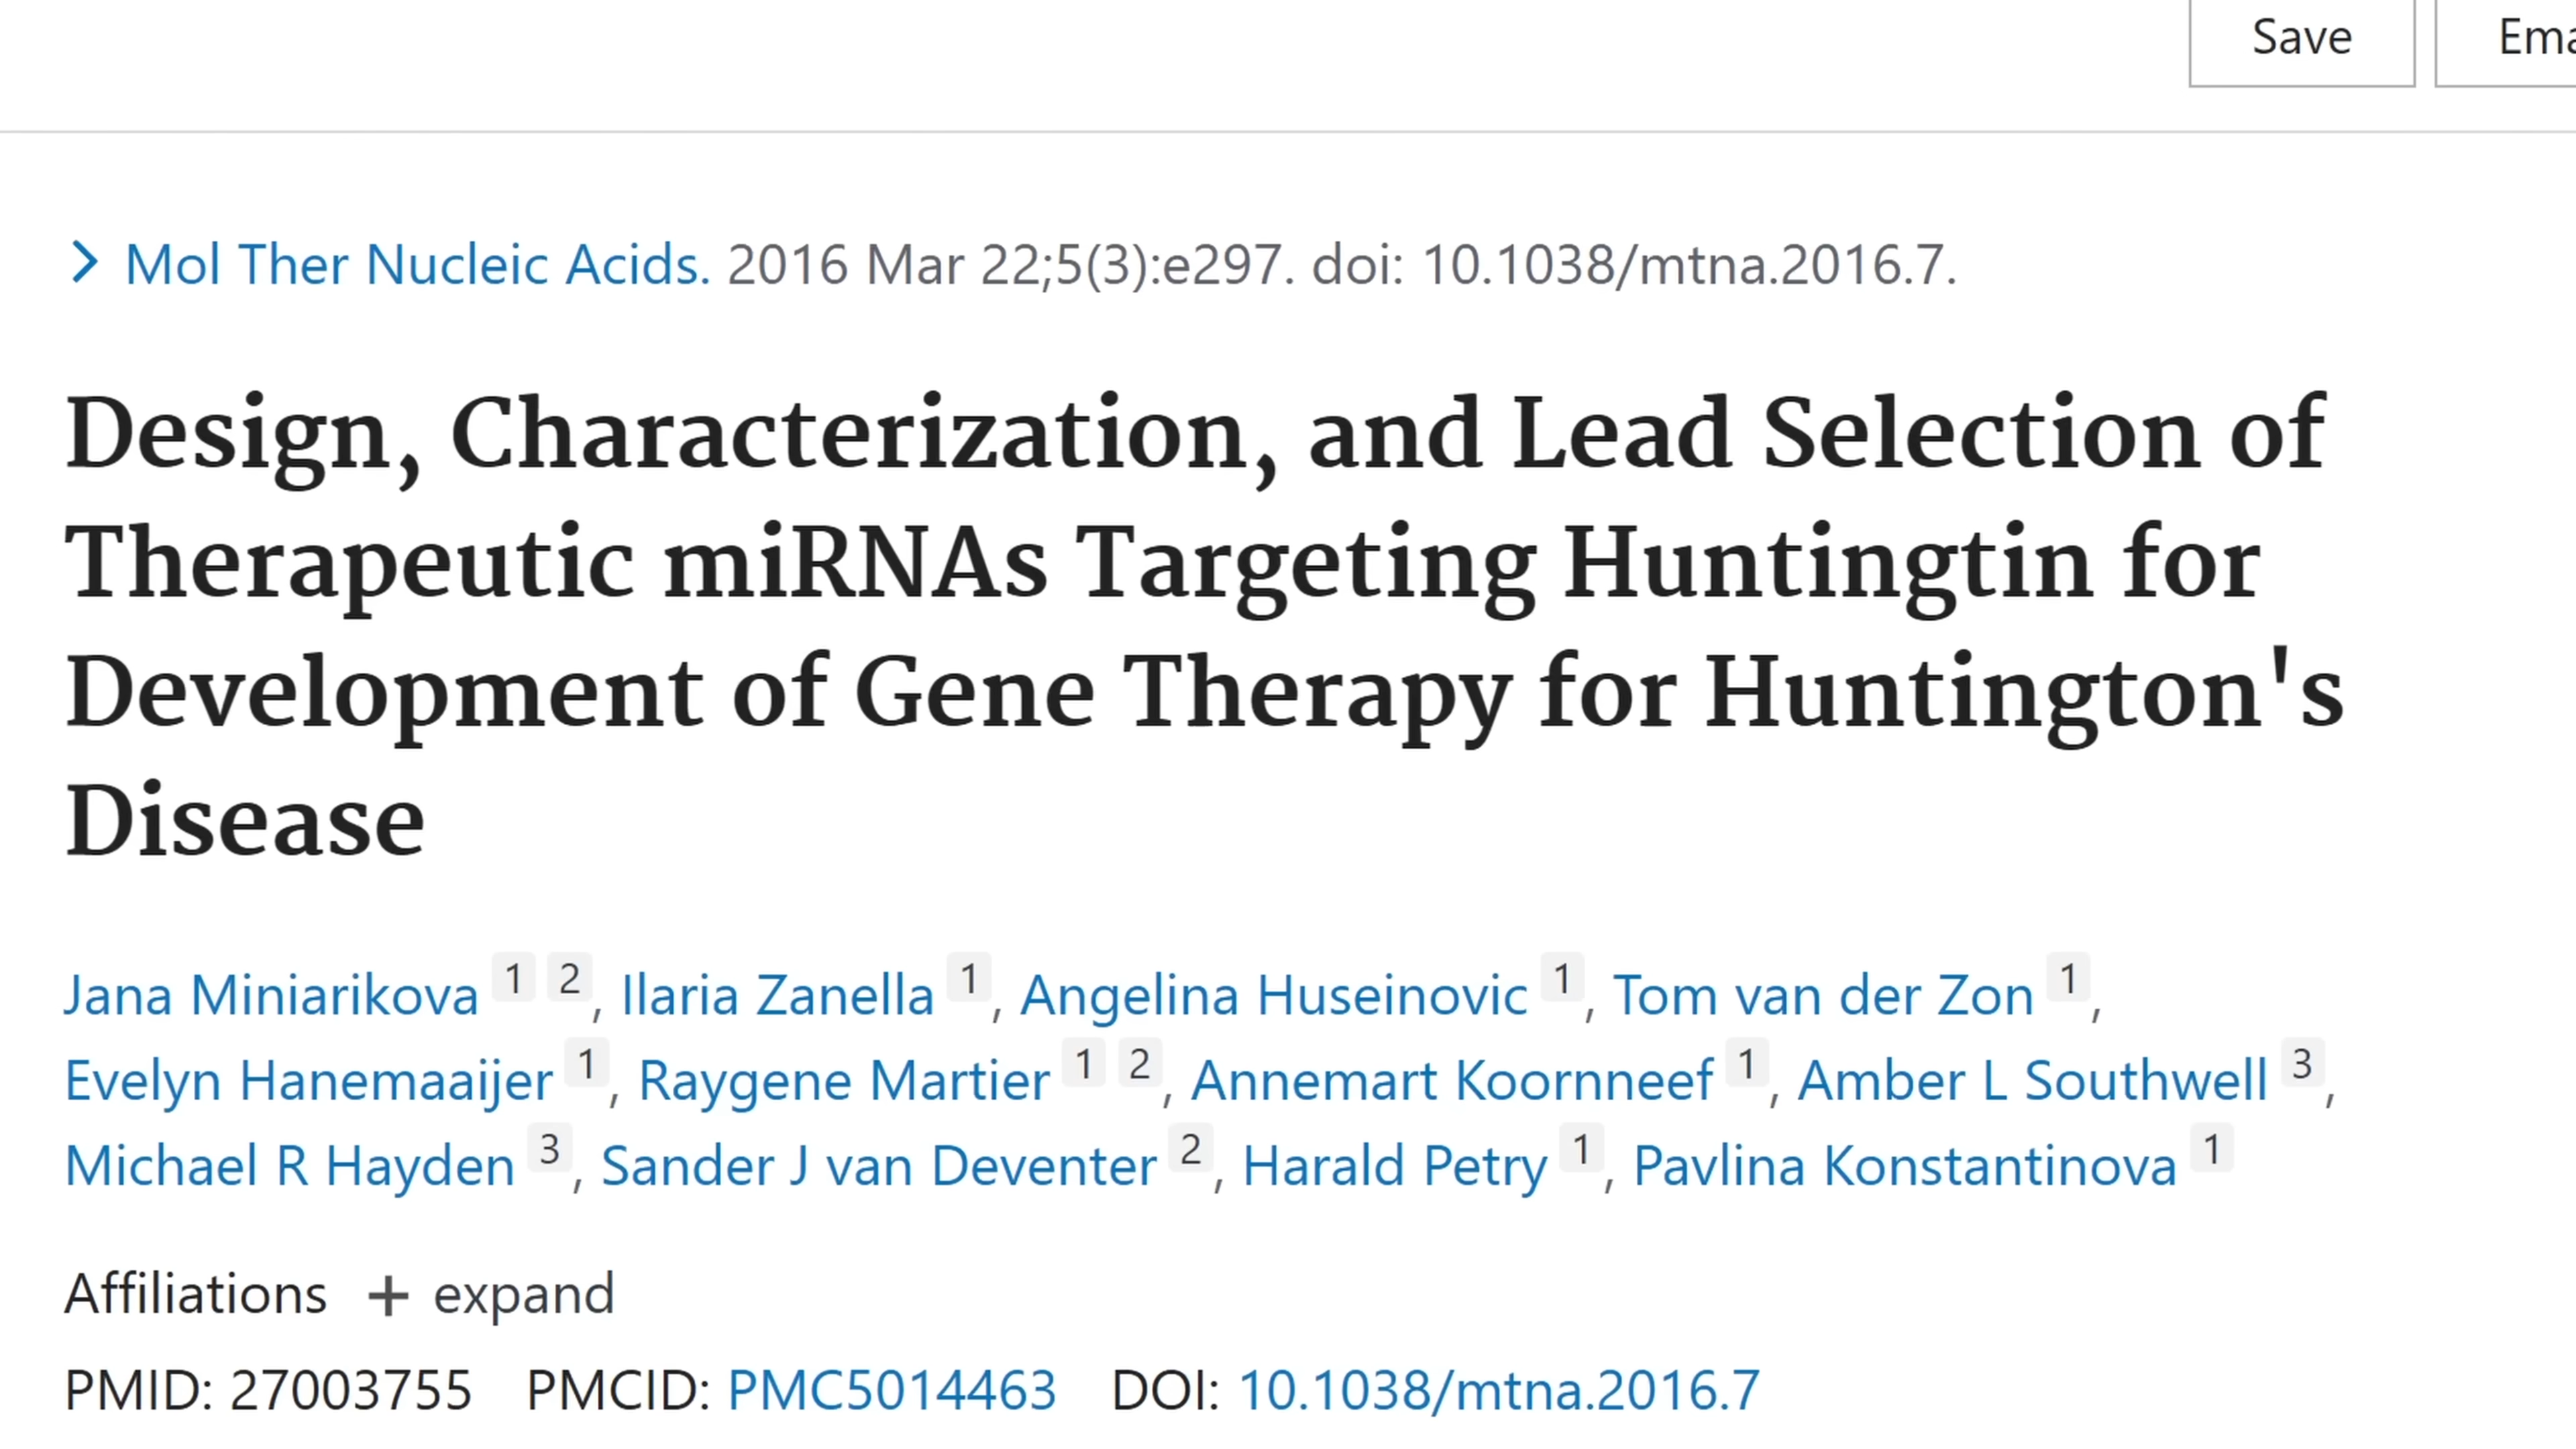 Save
Mol Ther Nucleic Acids. 2016 Mar 22;5(3):e297. doi: 10.1038/mtna.2016.7.
Design, Characterization, and Lead Selection of
Therapeutic miRNAs Targeting Huntingtin for
Development of Gene Therapy for Huntington's
Disease
Jana Miniarikova 1 2, Ilaria Zanella 1, Angelina Huseinovic 1, Tom van der Zon 1,
Evelyn Hanemaaijer 1, Raygene Martier 1 2, Annemart Koornneef 1, Amber L Southwell 3,
Michael R Hayden 3, Sander J van Deventer 2, Harald Petry 1, Pavlina Konstantinova 1
Affiliations + expand
PMID: 27003755 PMCID: PMC5014463 DOI: 10.1038/mtna.2016.7